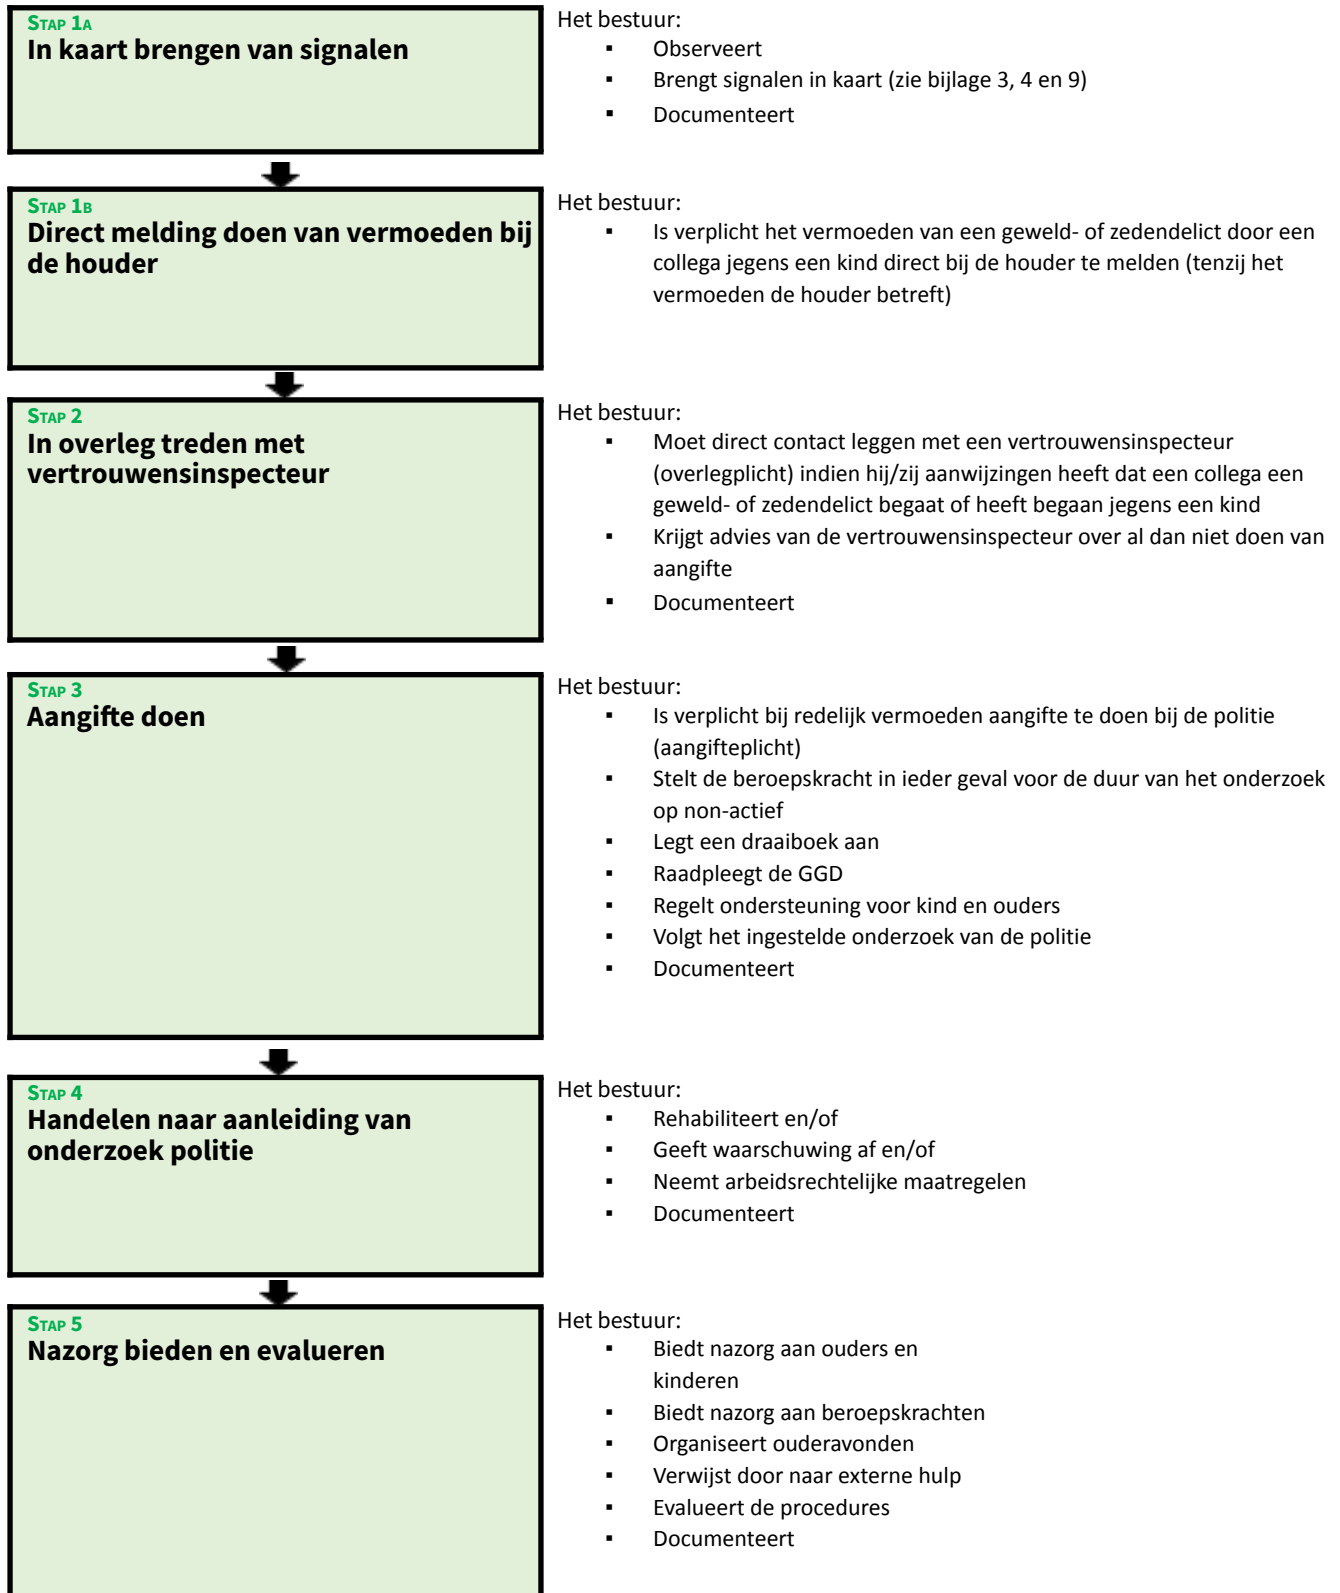 Stap 1a
In kaart brengen van signalen
Het bestuur:
▪ Observeert
▪ Brengt signalen in kaart (zie bijlage 3, 4 en 9)
▪ Documenteert
Stap 1b
Direct melding doen van vermoeden bij
de houder
Het bestuur:
▪ Is verplicht het vermoeden van een geweld- of zedendelict door een
collega jegens een kind direct bij de houder te melden (tenzij het
vermoeden de houder betreft)
Stap 2
In overleg treden met
vertrouwensinspecteur
Het bestuur:
▪ Moet direct contact leggen met een vertrouwensinspecteur
(overlegplicht) indien hij/zij aanwijzingen heeft dat een collega een
geweld- of zedendelict begaat of heeft begaan jegens een kind
▪ Krijgt advies van de vertrouwensinspecteur over al dan niet doen van
aangifte
▪ Documenteert
Stap 3
Aangifte doen
Het bestuur:
▪ Is verplicht bij redelijk vermoeden aangifte te doen bij de politie
(aangifteplicht)
▪ Stelt de beroepskracht in ieder geval voor de duur van het onderzoek
op non-actief
▪ Legt een draaiboek aan
▪ Raadpleegt de GGD
▪ Regelt ondersteuning voor kind en ouders
▪ Volgt het ingestelde onderzoek van de politie
▪ Documenteert
Stap 4
Handelen naar aanleiding van
onderzoek politie
Het bestuur:
▪ Rehabiliteert en/of
▪ Geeft waarschuwing af en/of
▪ Neemt arbeidsrechtelijke maatregelen
▪ Documenteert
Stap 5
Nazorg bieden en evalueren
Het bestuur:
▪ Biedt nazorg aan ouders en
kinderen
▪ Biedt nazorg aan beroepskrachten
▪ Organiseert ouderavonden
▪ Verwijst door naar externe hulp
▪ Evalueert de procedures
▪ Documenteert